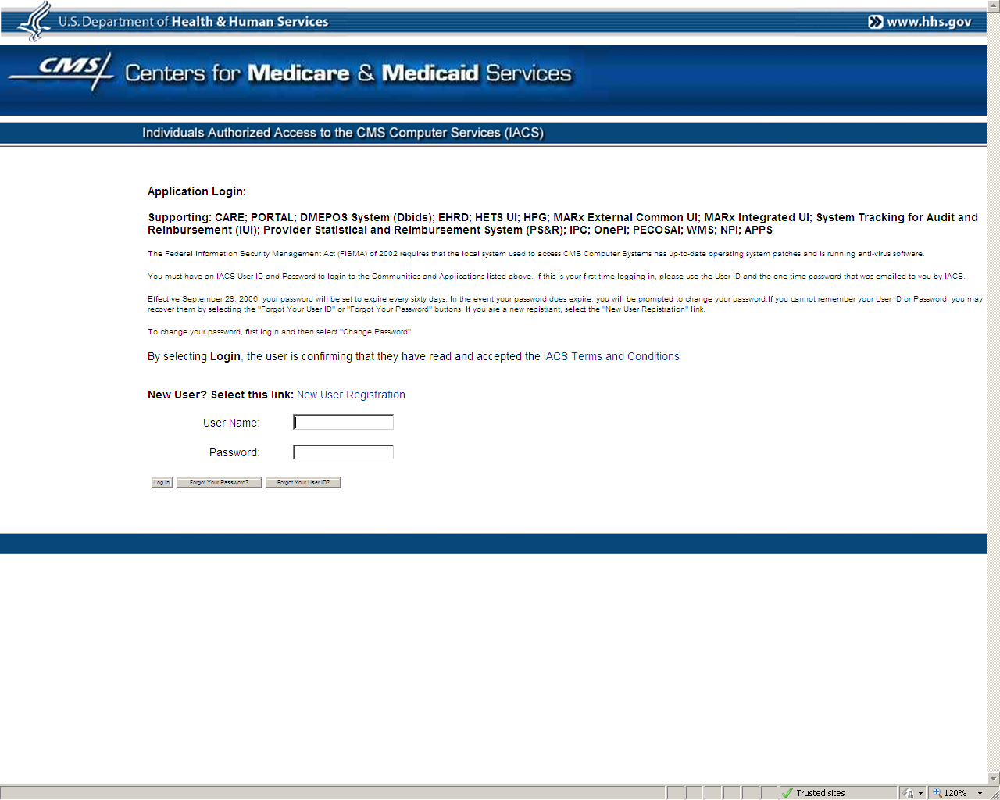 U.S. Department of Health & Human Services
www.hhs.gov
CMS Centers for Medicare & Medicaid Services
Individuals Authorized Access to the CMS Computer Services (IACS)
Application Login:
Supporting: CARE; PORTAL; DMEPOS System (Dbids); EHRD; HETS UI; HPG; MARx External Common UI; MARx Integrated UI; System Tracking for Audit and
Reinbursement (IUI); Provider Statistical and Reimbursement System (PS&R); IPC; OnePI; PECOSAI; WMS; NPI; APPS
The Federal Information Security Management Act (FISMA) of 2002 requires that the local system used to access CMS Computer Systems has up-to-date operating system patches and is running anti-virus software.
You must have an IACS User ID and Password to login to the Communities and Applications listed above. If this is your first time logging in, please use the User ID and the one-time password that was emailed to you by IACS.
Effective September 29, 2006, your password will be set to expire every sixty days. In the event your password does expire, you will be prompted to change your password.If you cannot remember your User ID or Password, you may
recover them by selecting the "Forgot Your User ID" or "Forgot Your Password" buttons. If you are a new registrant, select the "New User Registration" link.
To change your password, first login and then select "Change Password"
By selecting Login, the user is confirming that they have read and accepted the IACS Terms and Conditions
New User? Select this link: New User Registration
User Name:
Password:
Log In Forgot Your Password? Forgot Your User ID?
Trusted sites 120%